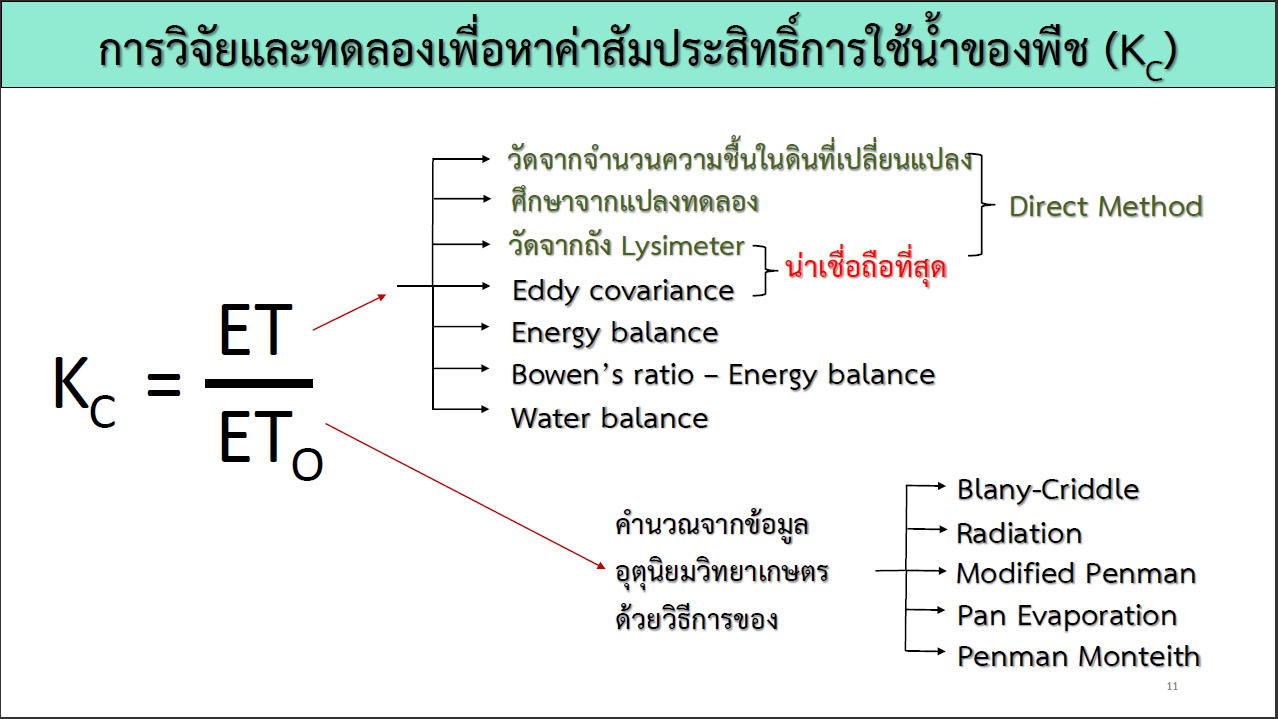 การวิจัยและทดลองเพื่อหาค่าสัมประสิทธิ์การใช้น้ำของพืช (KC)
วัดจากจำนวนความชื้นในดินที่เปลี่ยนแปลง
ศึกษาจากแปลงทดลอง
วัดจากถัง Lysimeter
Eddy covariance
Energy balance
Bowen's ratio – Energy balance
Water balance
Direct Method
น่าเชื่อถือที่สุด
KC = ET
ETO
คำนวณจากข้อมูล
อุตุนิยมวิทยาเกษตร
ด้วยวิธีการของ
Blany-Criddle
Radiation
Modified Penman
Pan Evaporation
Penman Monteith
11